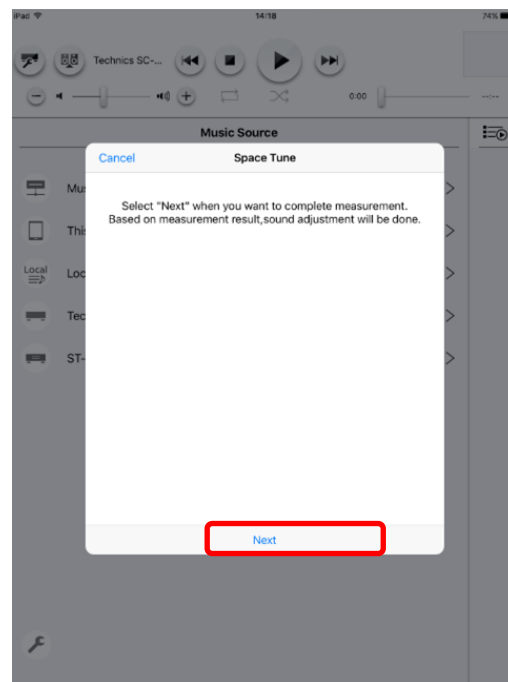 iPad 14:18 74%
Technics SC-...
0:00 --:--
Music Source
Cancel Space Tune
Select "Next" when you want to complete measurement.
Based on measurement result,sound adjustment will be done.
Mu
Thi
Local Loc
Tec
ST-
Next